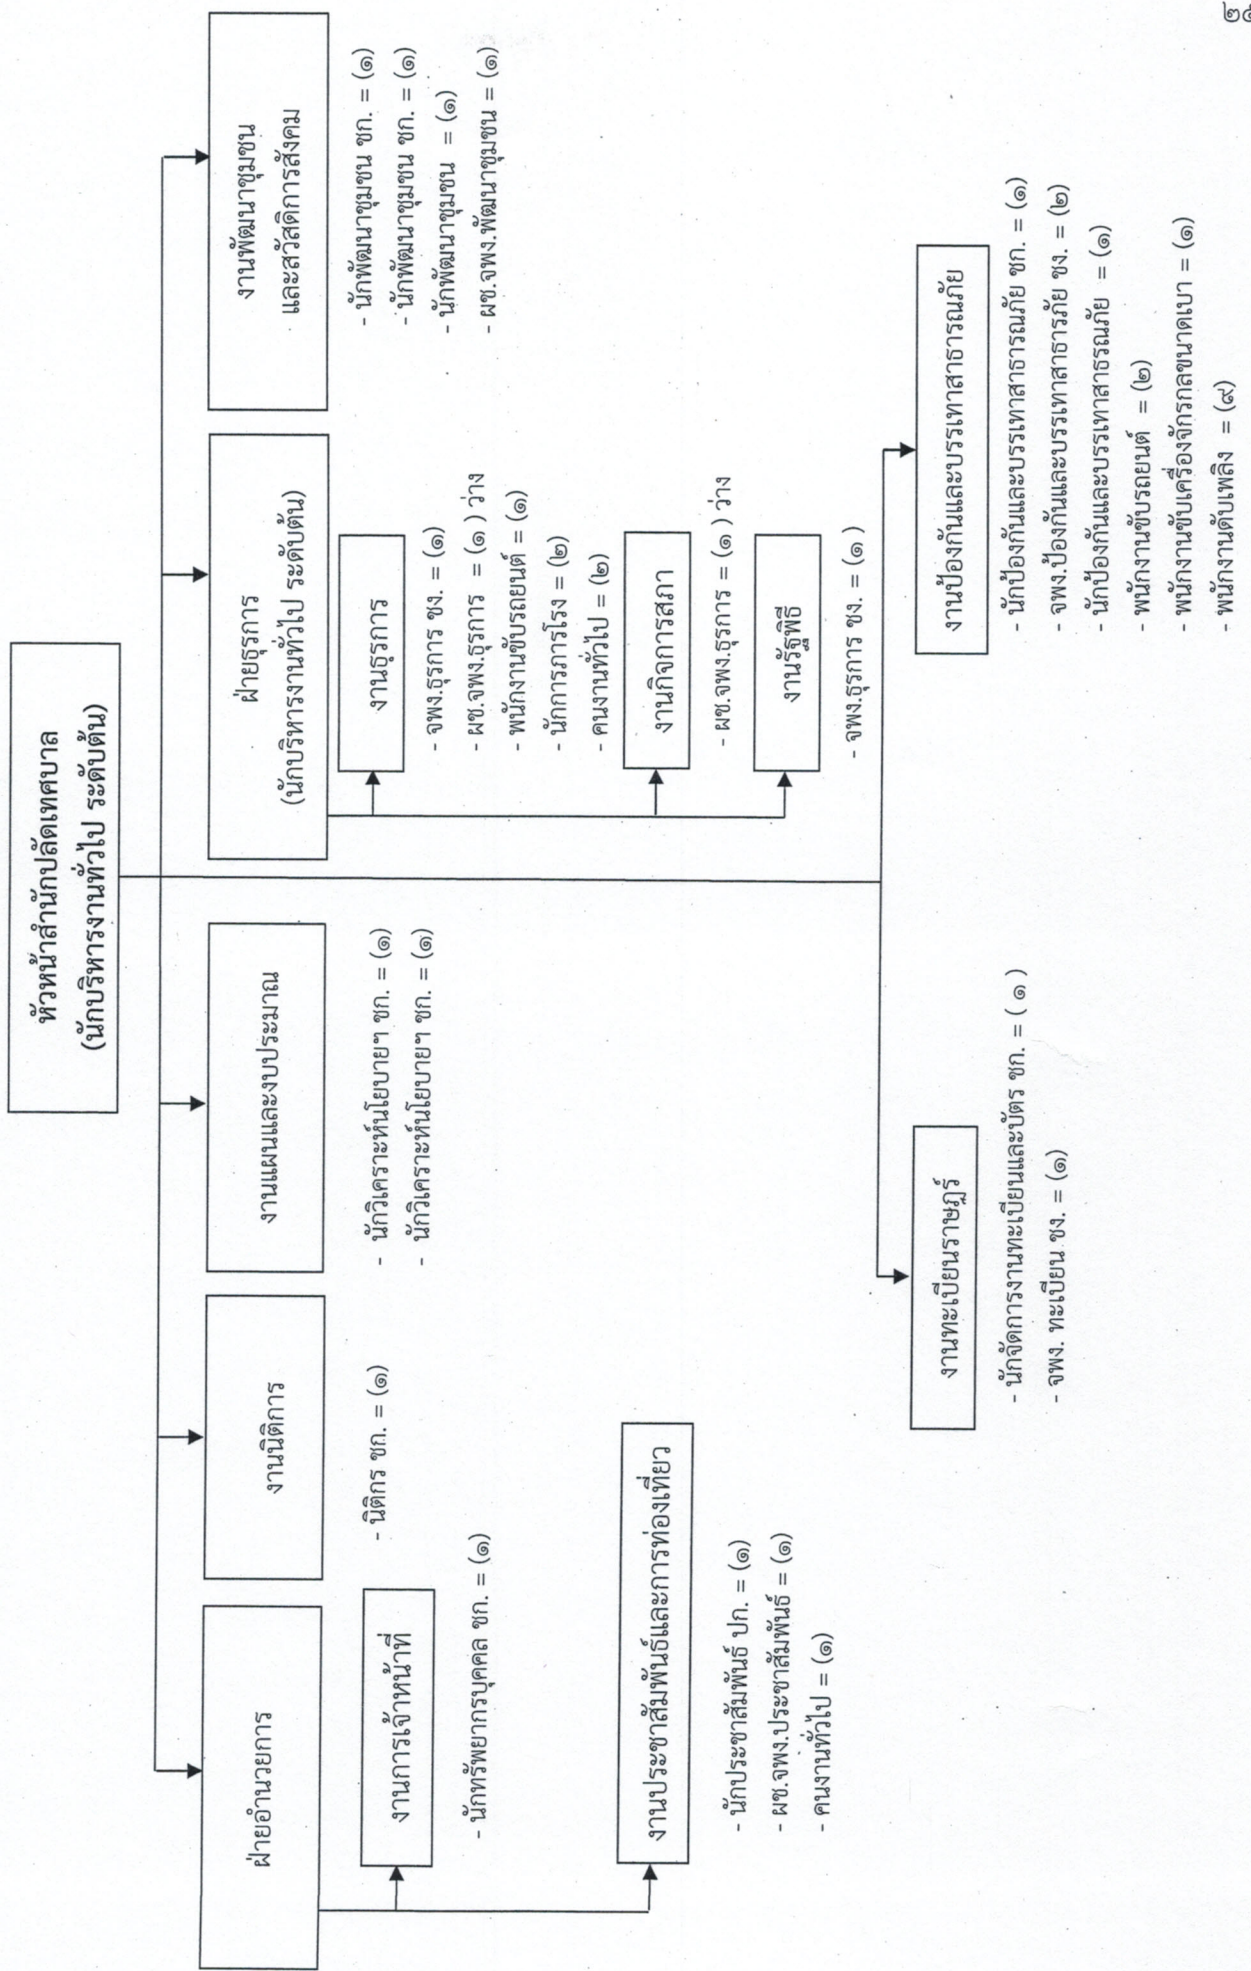 หัวหน้าสำนักปลัดเทศบาล
(นักบริหารงานทั่วไป ระดับต้น)
ฝ่ายอำนวยการ
งานการเจ้าหน้าที่
- นักทรัพยากรบุคคล ชก. = (๑)
งานประชาสัมพันธ์และการท่องเที่ยว
- นักประชาสัมพันธ์ ปก. = (๑)
- ผช.จพง.ประชาสัมพันธ์ = (๑)
- คนงานทั่วไป = (๑)
งานนิติการ
- นิติกร ชก. = (๑)
งานแผนและงบประมาณ
- นักวิเคราะห์นโยบายฯ ชก. = (๑)
- นักวิเคราะห์นโยบายฯ ชก. = (๑)
ฝ่ายธุรการ
(นักบริหารงานทั่วไป ระดับต้น)
งานธุรการ
- จพง.ธุรการ ชง. = (๑)
- ผช.จพง.ธุรการ = (๑ ) ว่าง
- พนักงานขับรถยนต์ = (๑)
- นักการภารโรง = (๒)
- คนงานทั่วไป = (๒)
งานกิจการสภา
- ผช.จพง.ธุรการ = (๑ ) ว่าง
งานรัฐพิธี
- จพง.ธุรการ ชง. = (๑ )
งานพัฒนาชุมชน
และสวัสดิการสังคม
- นักพัฒนาชุมชน ชก. = (๑)
- นักพัฒนาชุมชน ชก. = (๑)
- นักพัฒนาชุมชน = (๑)
- ผช.จพง.พัฒนาชุมชน = (๑)
งานทะเบียนราษฎร์
- นักจัดการงานทะเบียนและบัตร ชก. = ( ๑ )
- จพง. ทะเบียน ชง. = (๑)
งานป้องกันและบรรเทาสาธารณภัย
- นักป้องกันและบรรเทาสาธารณภัย ชก. = (๑)
- จพง.ป้องกันและบรรเทาสาธารภัย ชง. = (๒)
- นักป้องกันและบรรเทาสาธรณภัย = (๑)
- พนักงานขับรถยนต์ = (๒)
- พนักงานขับเครื่องจักรกลขนาดเบา = (๑)
- พนักงานดับเพลิง = (๙)